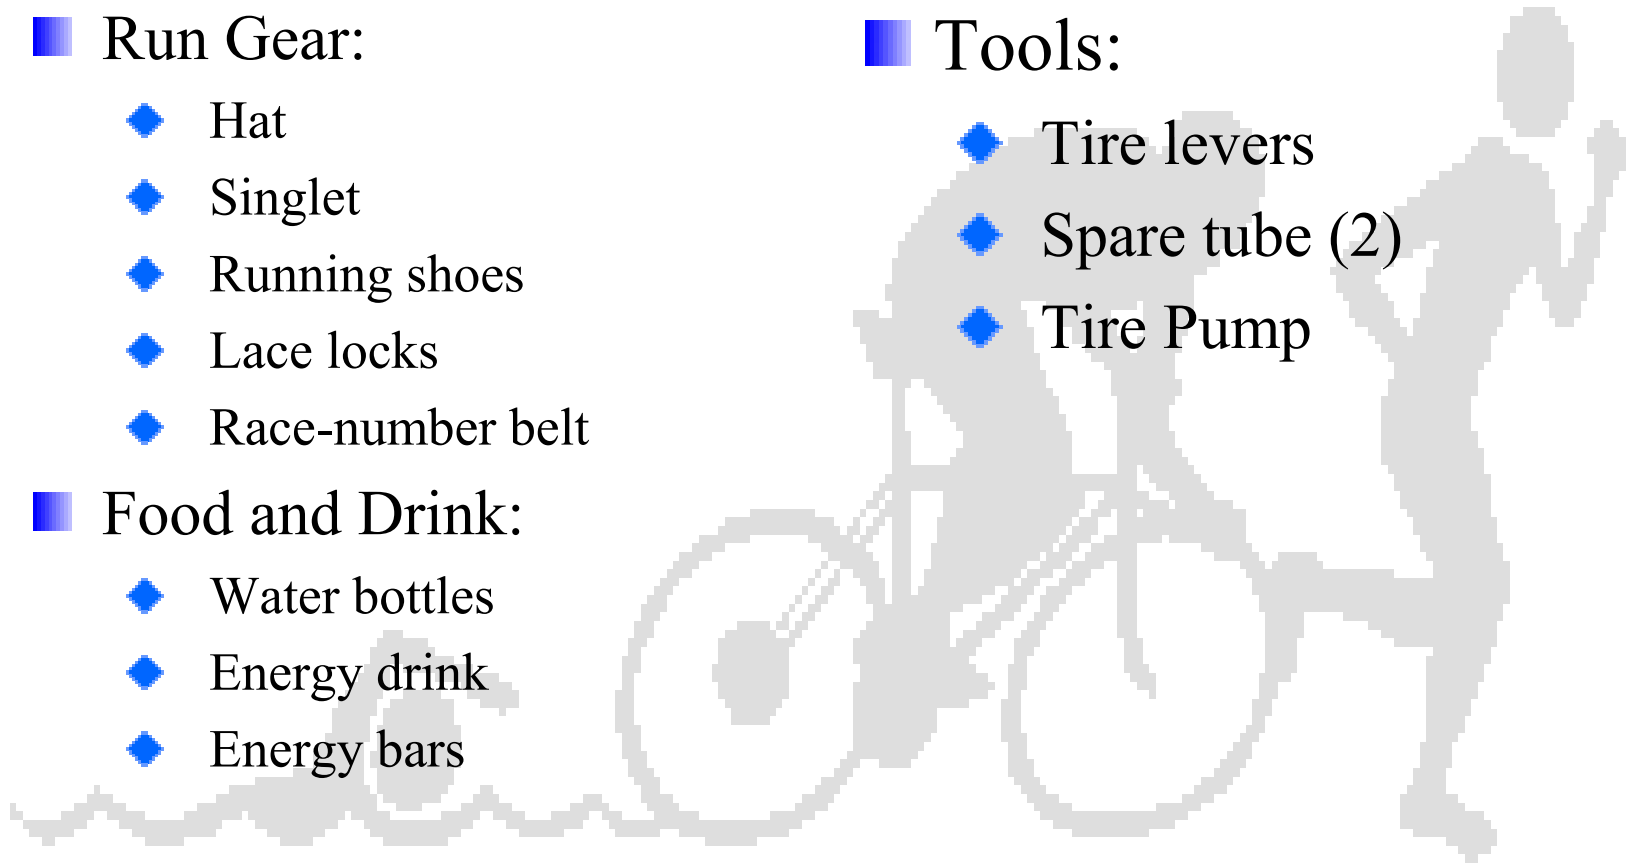 Run Gear:
Hat
Singlet
Running shoes
Lace locks
Race-number belt
Food and Drink:
Water bottles
Energy drink
Energy bars
Tools:
Tire levers
Spare tube (2)
Tire Pump